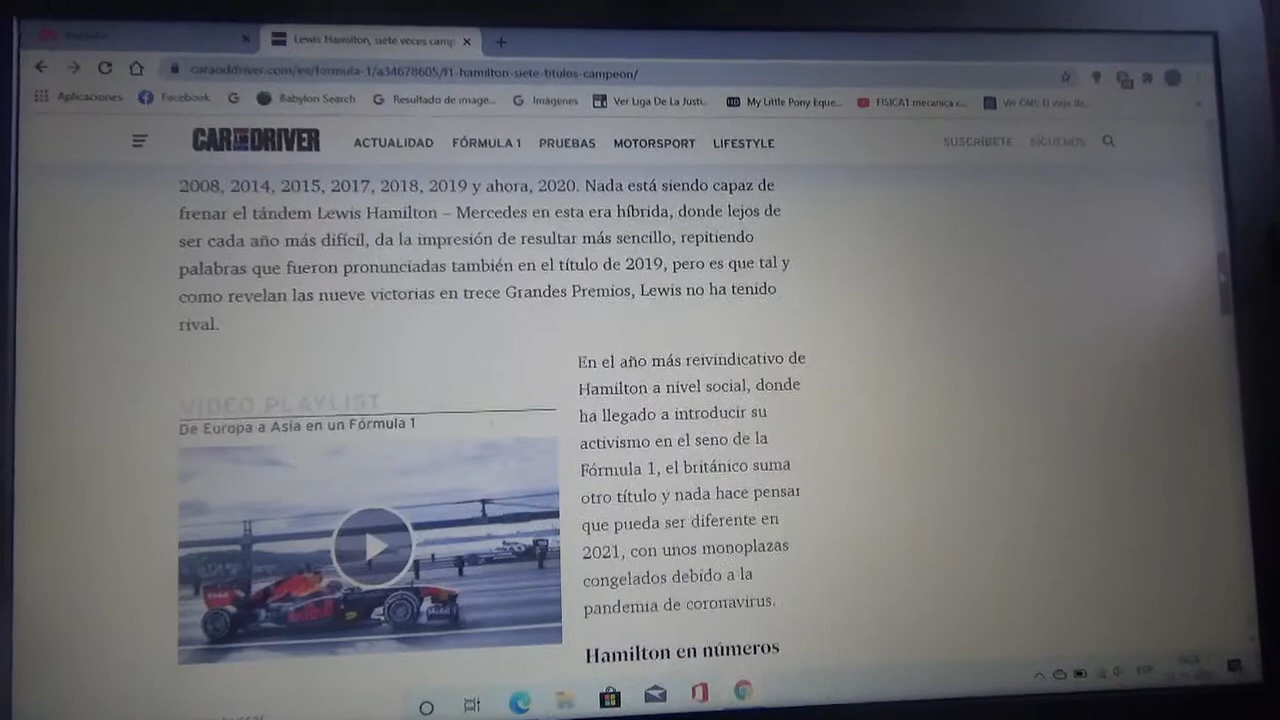 YouTube
Lewis Hamilton, siete veces camp
caranddriver.com/es/formula-1/a34678605/f1-hamilton-siete-titulos-campeon/
Aplicaciones Facebook Babylon Search Resultado de image... Imágenes Ver Liga De La Justi... My Little Pony Eque... FISICA1 mecanica c...
CAR AND DRIVER ACTUALIDAD FÓRMULA 1 PRUEBAS MOTORSPORT LIFESTYLE SUSCRÍBETE SÍGUENOS
2008, 2014, 2015, 2017, 2018, 2019 y ahora, 2020. Nada está siendo capaz de
frenar el tándem Lewis Hamilton – Mercedes en esta era híbrida, donde lejos de
ser cada año más difícil, da la impresión de resultar más sencillo, repitiendo
palabras que fueron pronunciadas también en el título de 2019, pero es que tal y
como revelan las nueve victorias en trece Grandes Premios, Lewis no ha tenido
rival.
VIDEO PLAYLIST
De Europa a Asia en un Fórmula 1
En el año más reivindicativo de
Hamilton a nivel social, donde
ha llegado a introducir su
activismo en el seno de la
Fórmula 1, el británico suma
otro título y nada hace pensar
que pueda ser diferente en
2021, con unos monoplazas
congelados debido a la
pandemia de coronavirus.
Hamilton en números
ESP